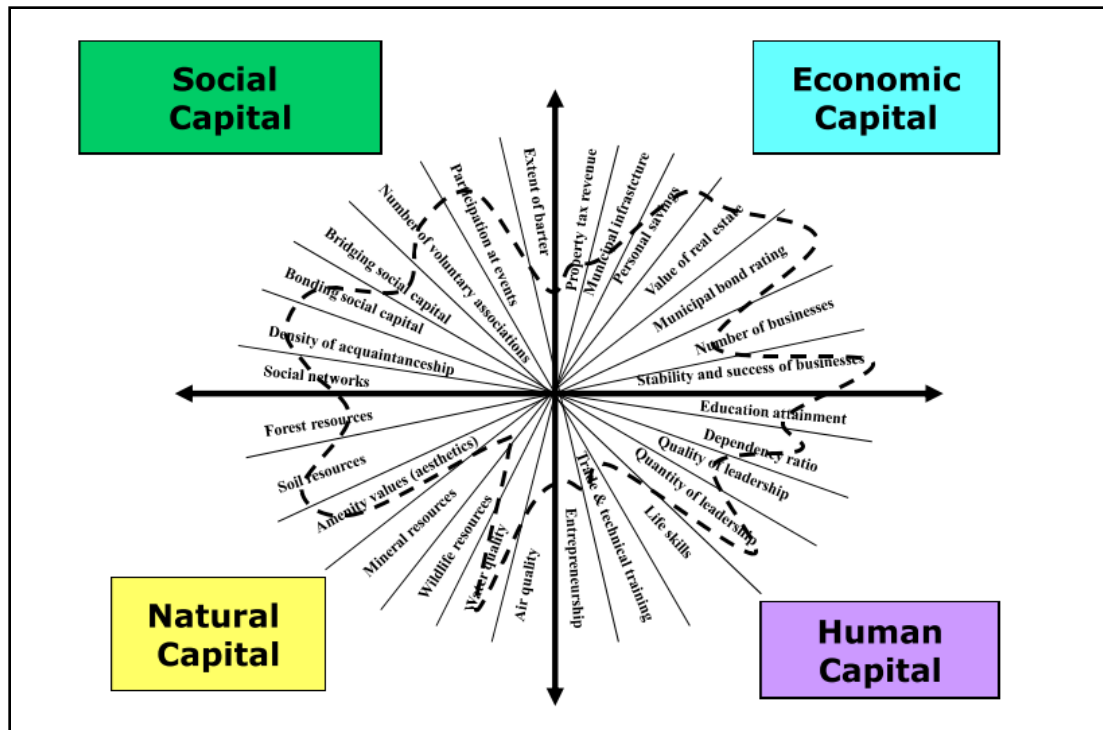 Social
Capital
Economic
Capital
Extent of barter
Participation at events
Number of voluntary associations
Bridging social capital
Bonding social capital
Density of acquaintanceship
Social networks
Property tax revenue
Municipal infrastcture
Personal savings
Value of real estate
Municipal bond rating
Number of businesses
Stability and success of businesses
Forest resources
Soil resources
Amenity values (aesthetics)
Mineral resources
Wildlife resources
Water quality
Air quality
Education attrainment
Dependency ratio
Quality of leadership
Quantity of leadership
Life skills
Trade & technical training
Entrepreneurship
Natural
Capital
Human
Capital